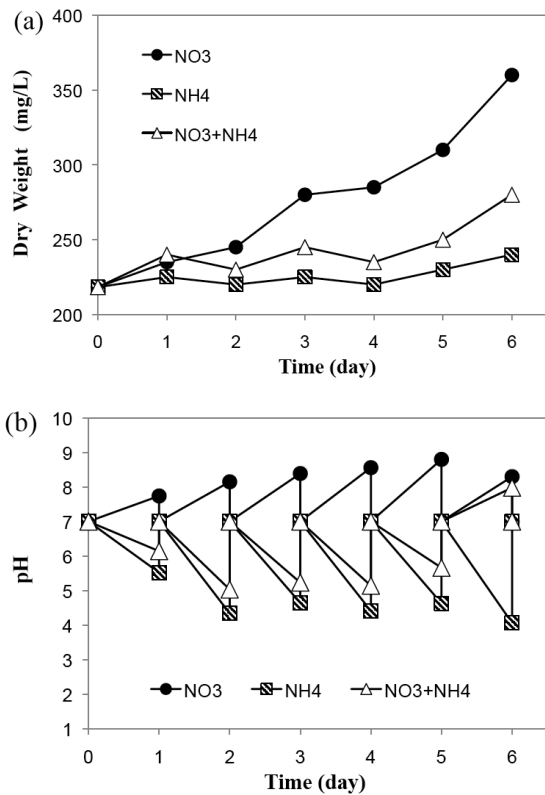 (a)
400
350
300
250
200
Dry Weight (mg/L)
NO3
NH4
NO3+NH4
0 1 2 3 4 5 6
Time (day)
(b)
10
9
8
7
6
5
4
3
2
1
pH
NO3 NH4 NO3+NH4
0 1 2 3 4 5 6
Time (day)